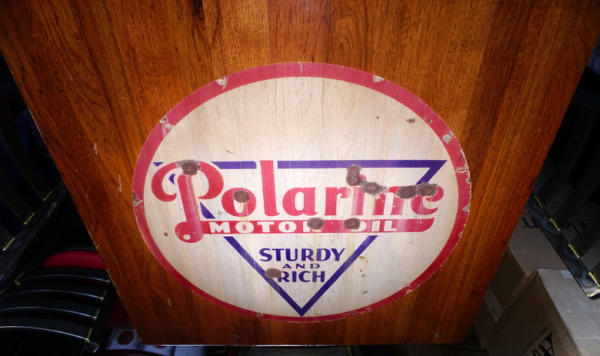 Polarine
MOTOR OIL
STURDY
AND
RICH